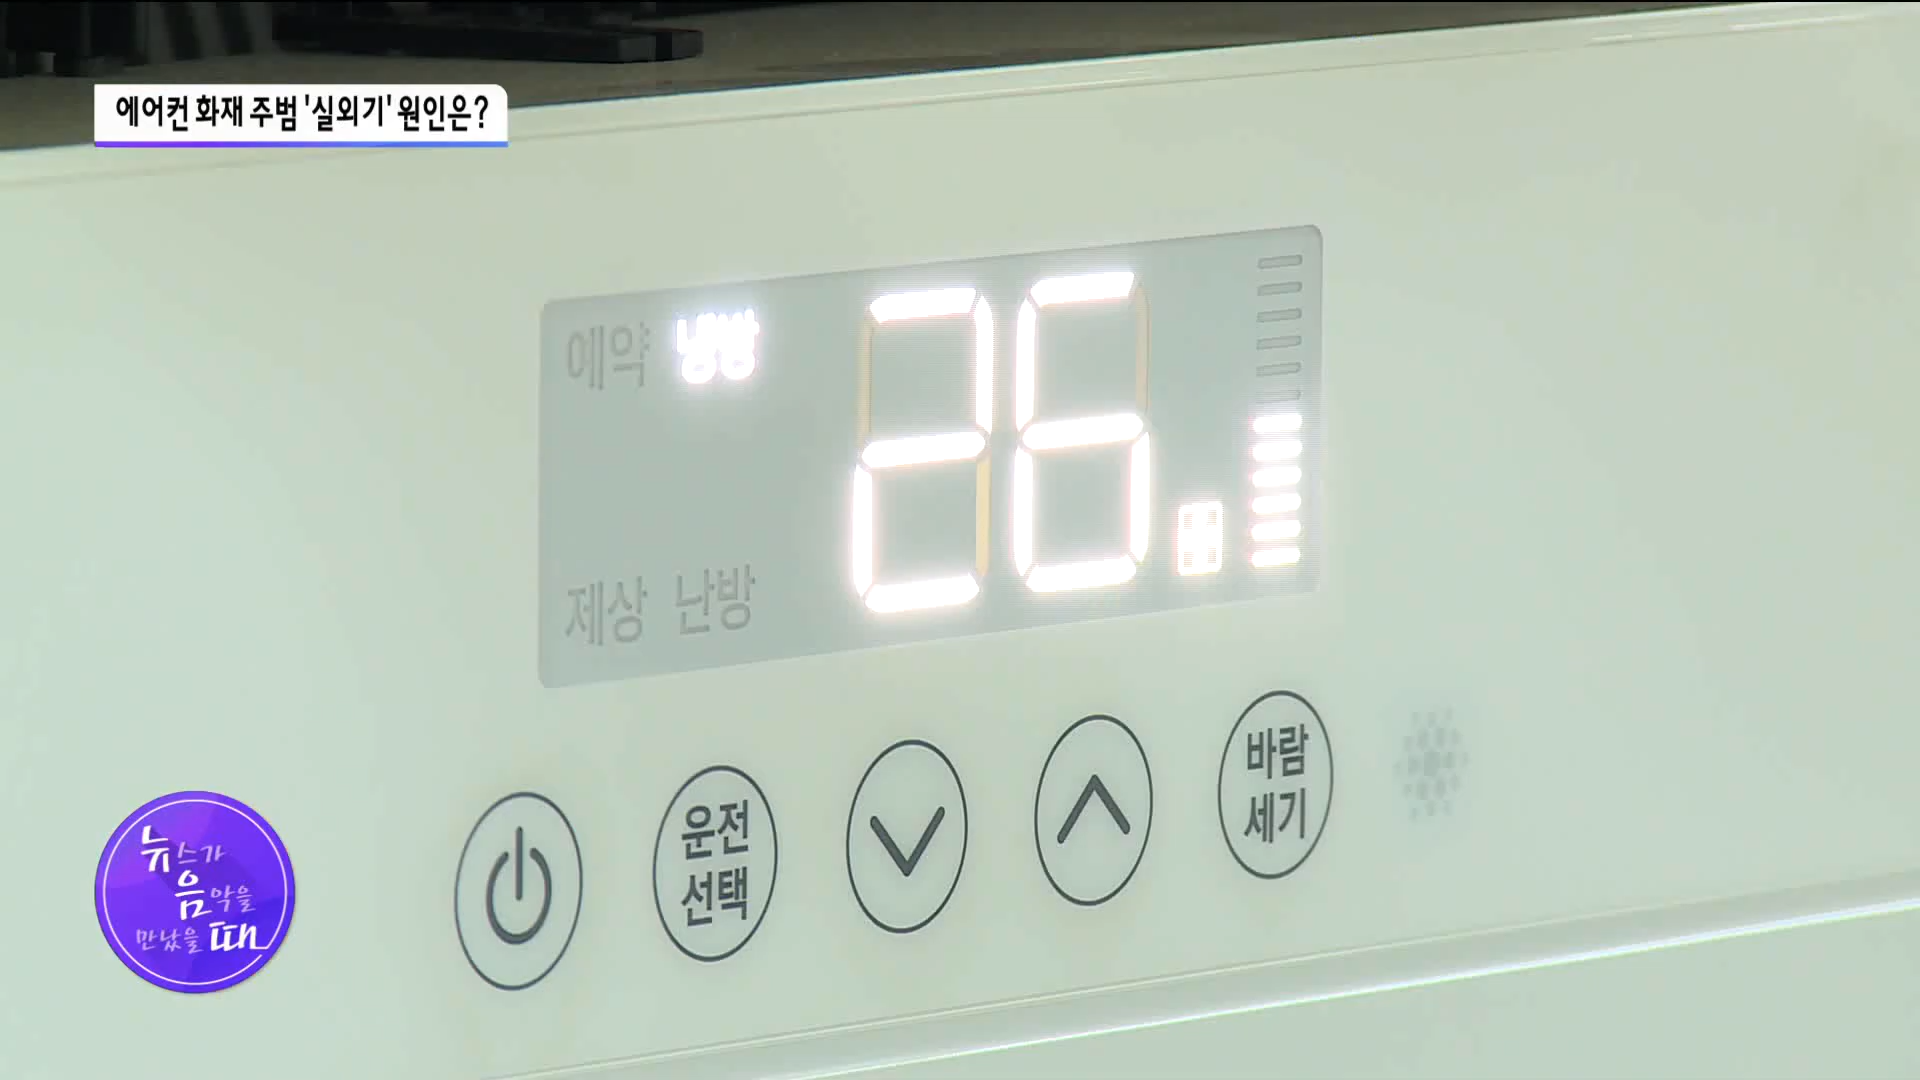 에어컨 화재 주범 '실외기' 원인은?
예약 냉방
26.
제상 난방
운전
선택
바람
세기
뉴스가
음악을
만났을 때